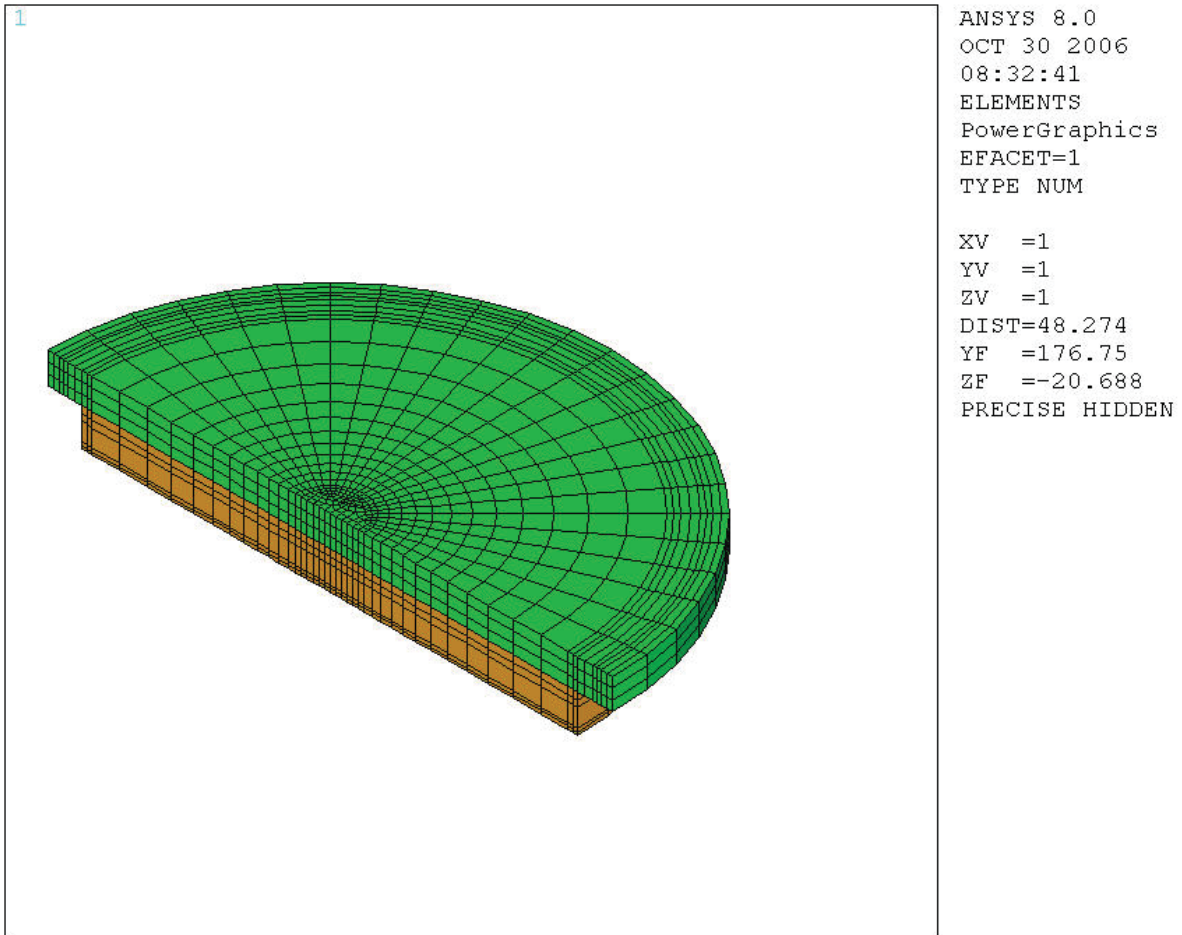 1
ANSYS 8.0
OCT 30 2006
08:32:41
ELEMENTS
PowerGraphics
EFACET=1
TYPE NUM
XV =1
YV =1
ZV =1
DIST=48.274
YF =176.75
ZF =-20.688
PRECISE HIDDEN